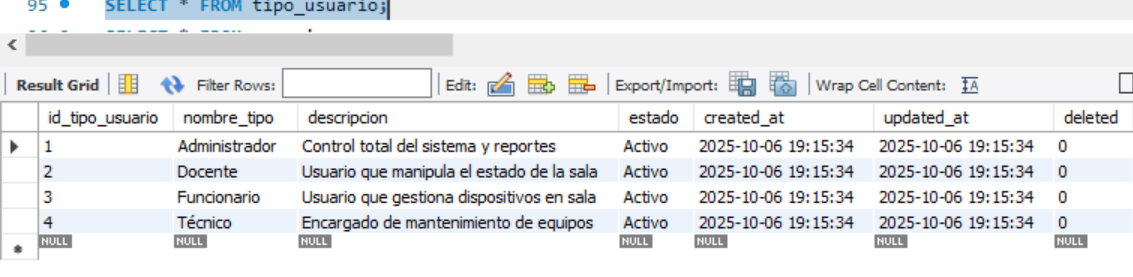 95 SELECT * FROM tipo_usuario;
Result Grid Filter Rows: Edit: Export/Import: Wrap Cell Content:
id_tipo_usuario nombre_tipo descripcion estado created_at updated_at deleted
1 Administrador Control total del sistema y reportes Activo 2025-10-06 19:15:34 2025-10-06 19:15:34 0
2 Docente Usuario que manipula el estado de la sala Activo 2025-10-06 19:15:34 2025-10-06 19:15:34 0
3 Funcionario Usuario que gestiona dispositivos en sala Activo 2025-10-06 19:15:34 2025-10-06 19:15:34 0
4 Técnico Encargado de mantenimiento de equipos Activo 2025-10-06 19:15:34 2025-10-06 19:15:34 0
NULL NULL NULL NULL NULL NULL NULL